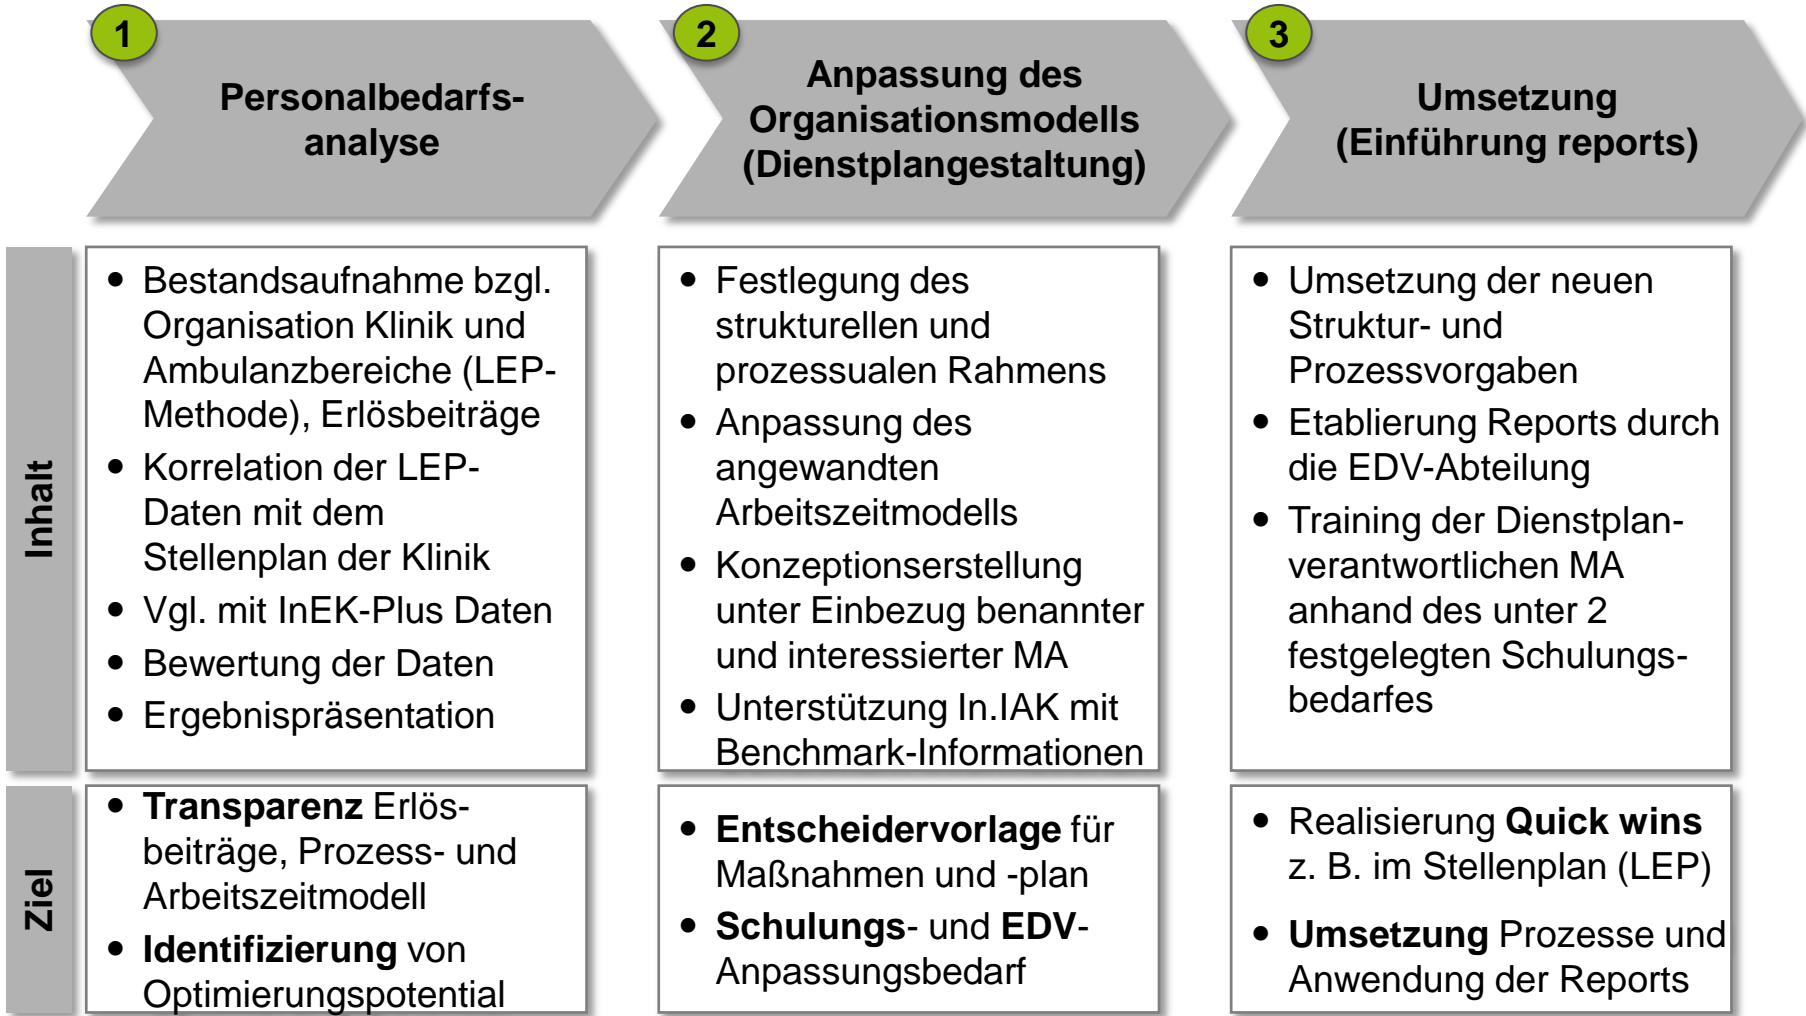 1
Personalbedarfs-
analyse
2
Anpassung des
Organisationsmodells
(Dienstplangestaltung)
3
Umsetzung
(Einführung reports)
Inhalt
• Bestandsaufnahme bzgl.
Organisation Klinik und
Ambulanzbereiche (LEP-
Methode), Erlösbeiträge
• Korrelation der LEP-
Daten mit dem
Stellenplan der Klinik
• Vgl. mit InEK-Plus Daten
• Bewertung der Daten
• Ergebnispräsentation
• Festlegung des
strukturellen und
prozessualen Rahmens
• Anpassung des
angewandten
Arbeitszeitmodells
• Konzeptionserstellung
unter Einbezug benannter
und interessierter MA
• Unterstützung In.IAK mit
Benchmark-Informationen
• Umsetzung der neuen
Struktur- und
Prozessvorgaben
• Etablierung Reports durch
die EDV-Abteilung
• Training der Dienstplan-
verantwortlichen MA
anhand des unter 2
festgelegten Schulungs-
bedarfes
Ziel
• Transparenz Erlös-
beiträge, Prozess- und
Arbeitszeitmodell
• Identifizierung von
Optimierungspotential
• Entscheidervorlage für
Maßnahmen und -plan
• Schulungs- und EDV-
Anpassungsbedarf
• Realisierung Quick wins
z. B. im Stellenplan (LEP)
• Umsetzung Prozesse und
Anwendung der Reports